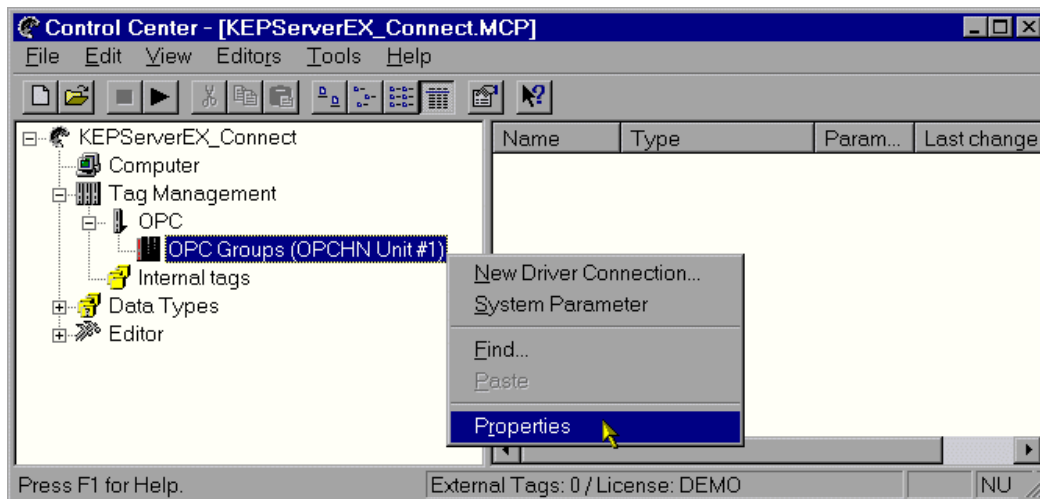 Control Center - [KEPServerEX_Connect.MCP]
File Edit View Editors Tools Help
Name Type Param... Last change
KEPServerEX_Connect
Computer
Tag Management
OPC
OPC Groups (OPCHN Unit #1)
Internal tags
Data Types
Editor
New Driver Connection...
System Parameter
Find...
Paste
Properties
Press F1 for Help. External Tags: 0 / License: DEMO NU